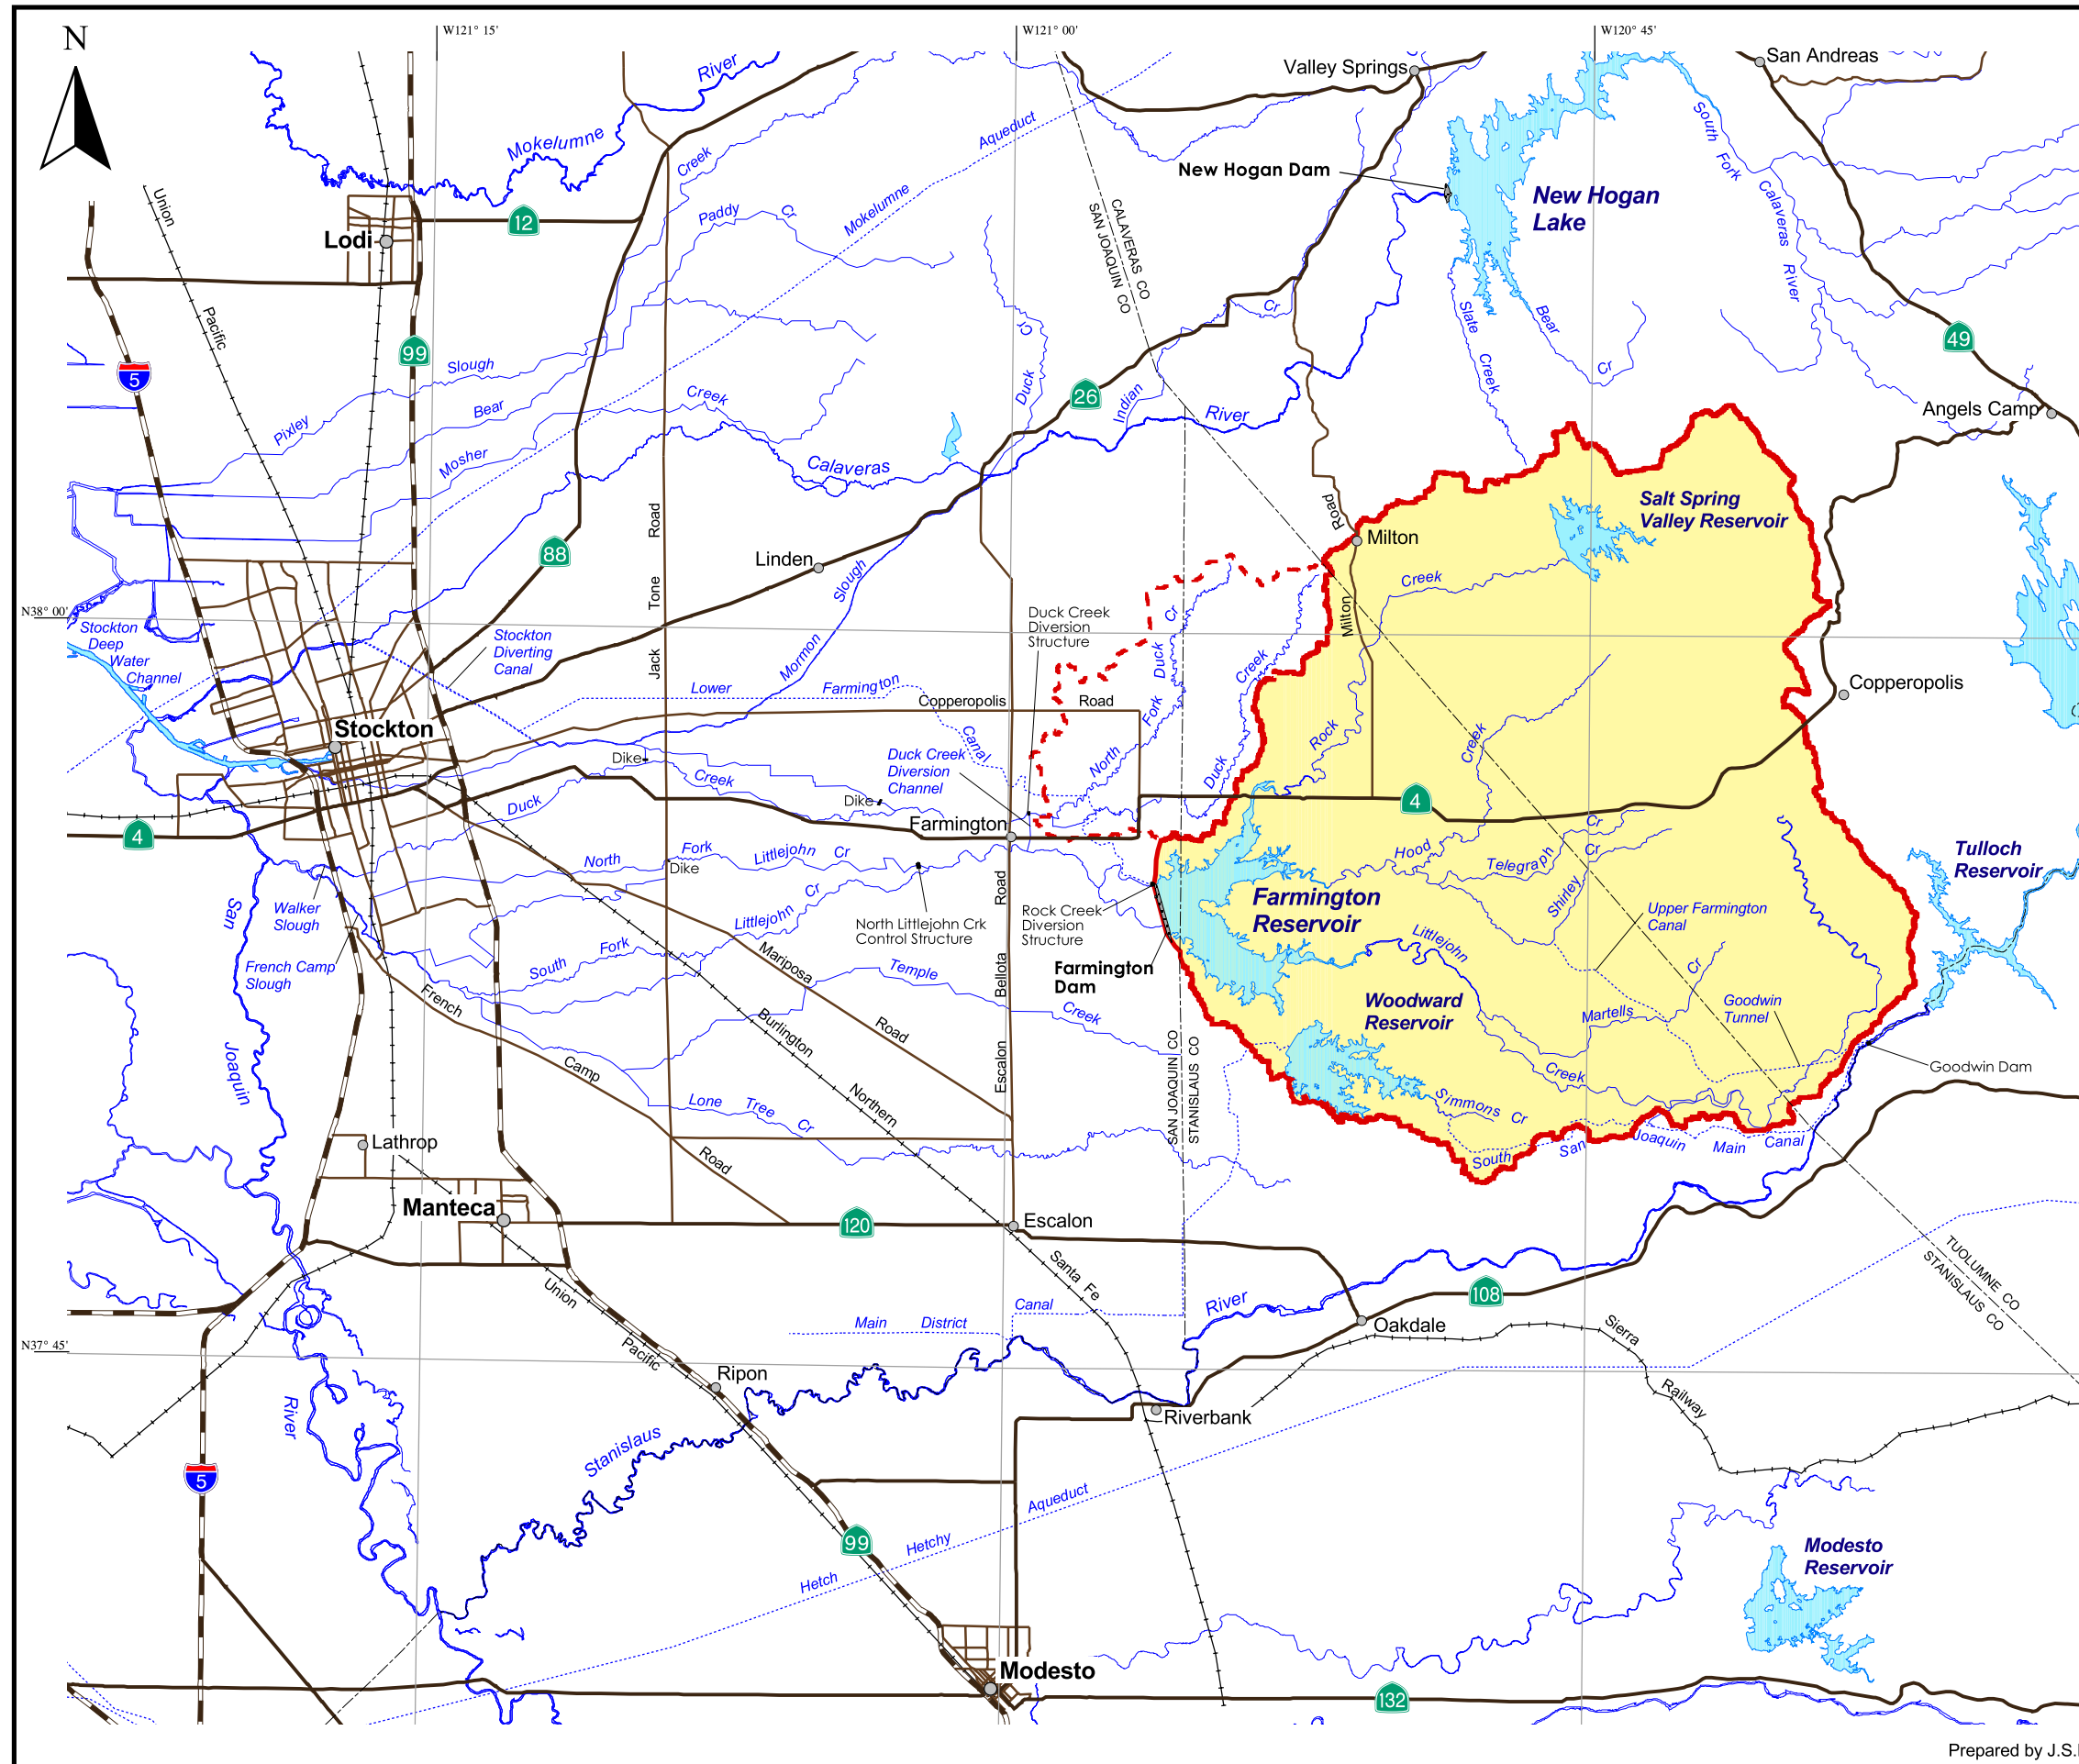 N
W121° 15'
W121° 00'
W120° 45'
San Andreas
Valley Springs
River
Mokelumne
Aqueduct
Mokelumne
Creek
Paddy
Cr
New Hogan Dam
New Hogan
Lake
South
Fork
Calaveras
River
Union
Pacific
Lodi
12
CALAVERAS CO
SAN JOAQUIN CO
5
99
49
Cr
Cr
Duck
Indian
26
River
Slate
Creek
Bear
Cr
Angels Camp
Slough
Pixley
Bear
Creek
Mosher
Calaveras
Salt Spring
Valley Reservoir
Road
Milton
Milton
Creek
88
Linden
Slough
Mormon
Road
Tone
Jack
N38° 00'
Stockton
Deep
Water
Channel
Stockton
Diverting
Canal
Duck Creek
Diversion
Structure
Cr
Duck
Fork
North
Creek
Duck
Rock
Creek
Lower
Farmington
Canal
Copperopolis
Road
Copperopolis
Stockton
Dike
Creek
Duck
Duck Creek
Diversion
Channel
Dike
Farmington
4
4
Hood
Telegraph
Cr
Shirley
Cr
Tulloch
Reservoir
North
Fork
Littlejohn
Cr
Dike
Walker
Slough
French Camp
Slough
South
Fork
Littlejohn
Cr
North Littlejohn Crk
Control Structure
Rock Creek
Diversion
Structure
Farmington
Dam
Farmington
Reservoir
Littlejohn
Creek
Upper Farmington
Canal
Martells
Cr
Goodwin
Tunnel
Goodwin Dam
Woodward
Reservoir
Simmons
Cr
South
San
Joaquin
Main
Canal
San
Joaquin
River
French
Camp
Road
Mariposa
Road
Temple
Creek
Burlington
Northern
Santa Fe
Road
Bellota
Escalon
SAN JOAQUIN CO
STANISLAUS CO
Lone
Tree
Cr
Lathrop
Manteca
120
Escalon
Union
Pacific
Canal
Main
District
River
108
Oakdale
TUOLUMNE CO
STANISLAUS CO
Sierra
Railway
N37° 45'
Ripon
Riverbank
Stanislaus
5
99
Hetch
Hetchy
Aqueduct
Modesto
Reservoir
Modesto
132